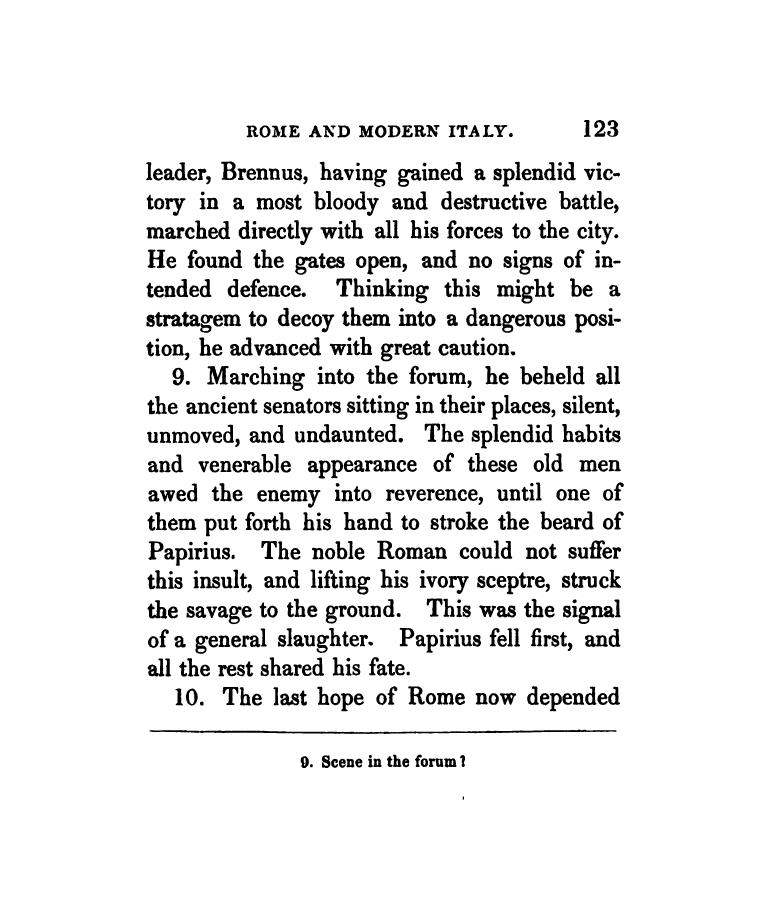 ROME AND MODERN ITALY. 123
leader, Brennus, having gained a splendid vic-
tory in a most bloody and destructive battle,
marched directly with all his forces to the city.
He found the gates open, and no signs of in-
tended defence. Thinking this might be a
stratagem to decoy them into a dangerous posi-
tion, he advanced with great caution.
9. Marching into the forum, he beheld all
the ancient senators sitting in their places, silent,
unmoved, and undaunted. The splendid habits
and venerable appearance of these old men
awed the enemy into reverence, until one of
them put forth his hand to stroke the beard of
Papirius. The noble Roman could not suffer
this insult, and lifting his ivory sceptre, struck
the savage to the ground. This was the signal
of a general slaughter. Papirius fell first, and
all the rest shared his fate.
10. The last hope of Rome now depended
9. Scene in the forum?